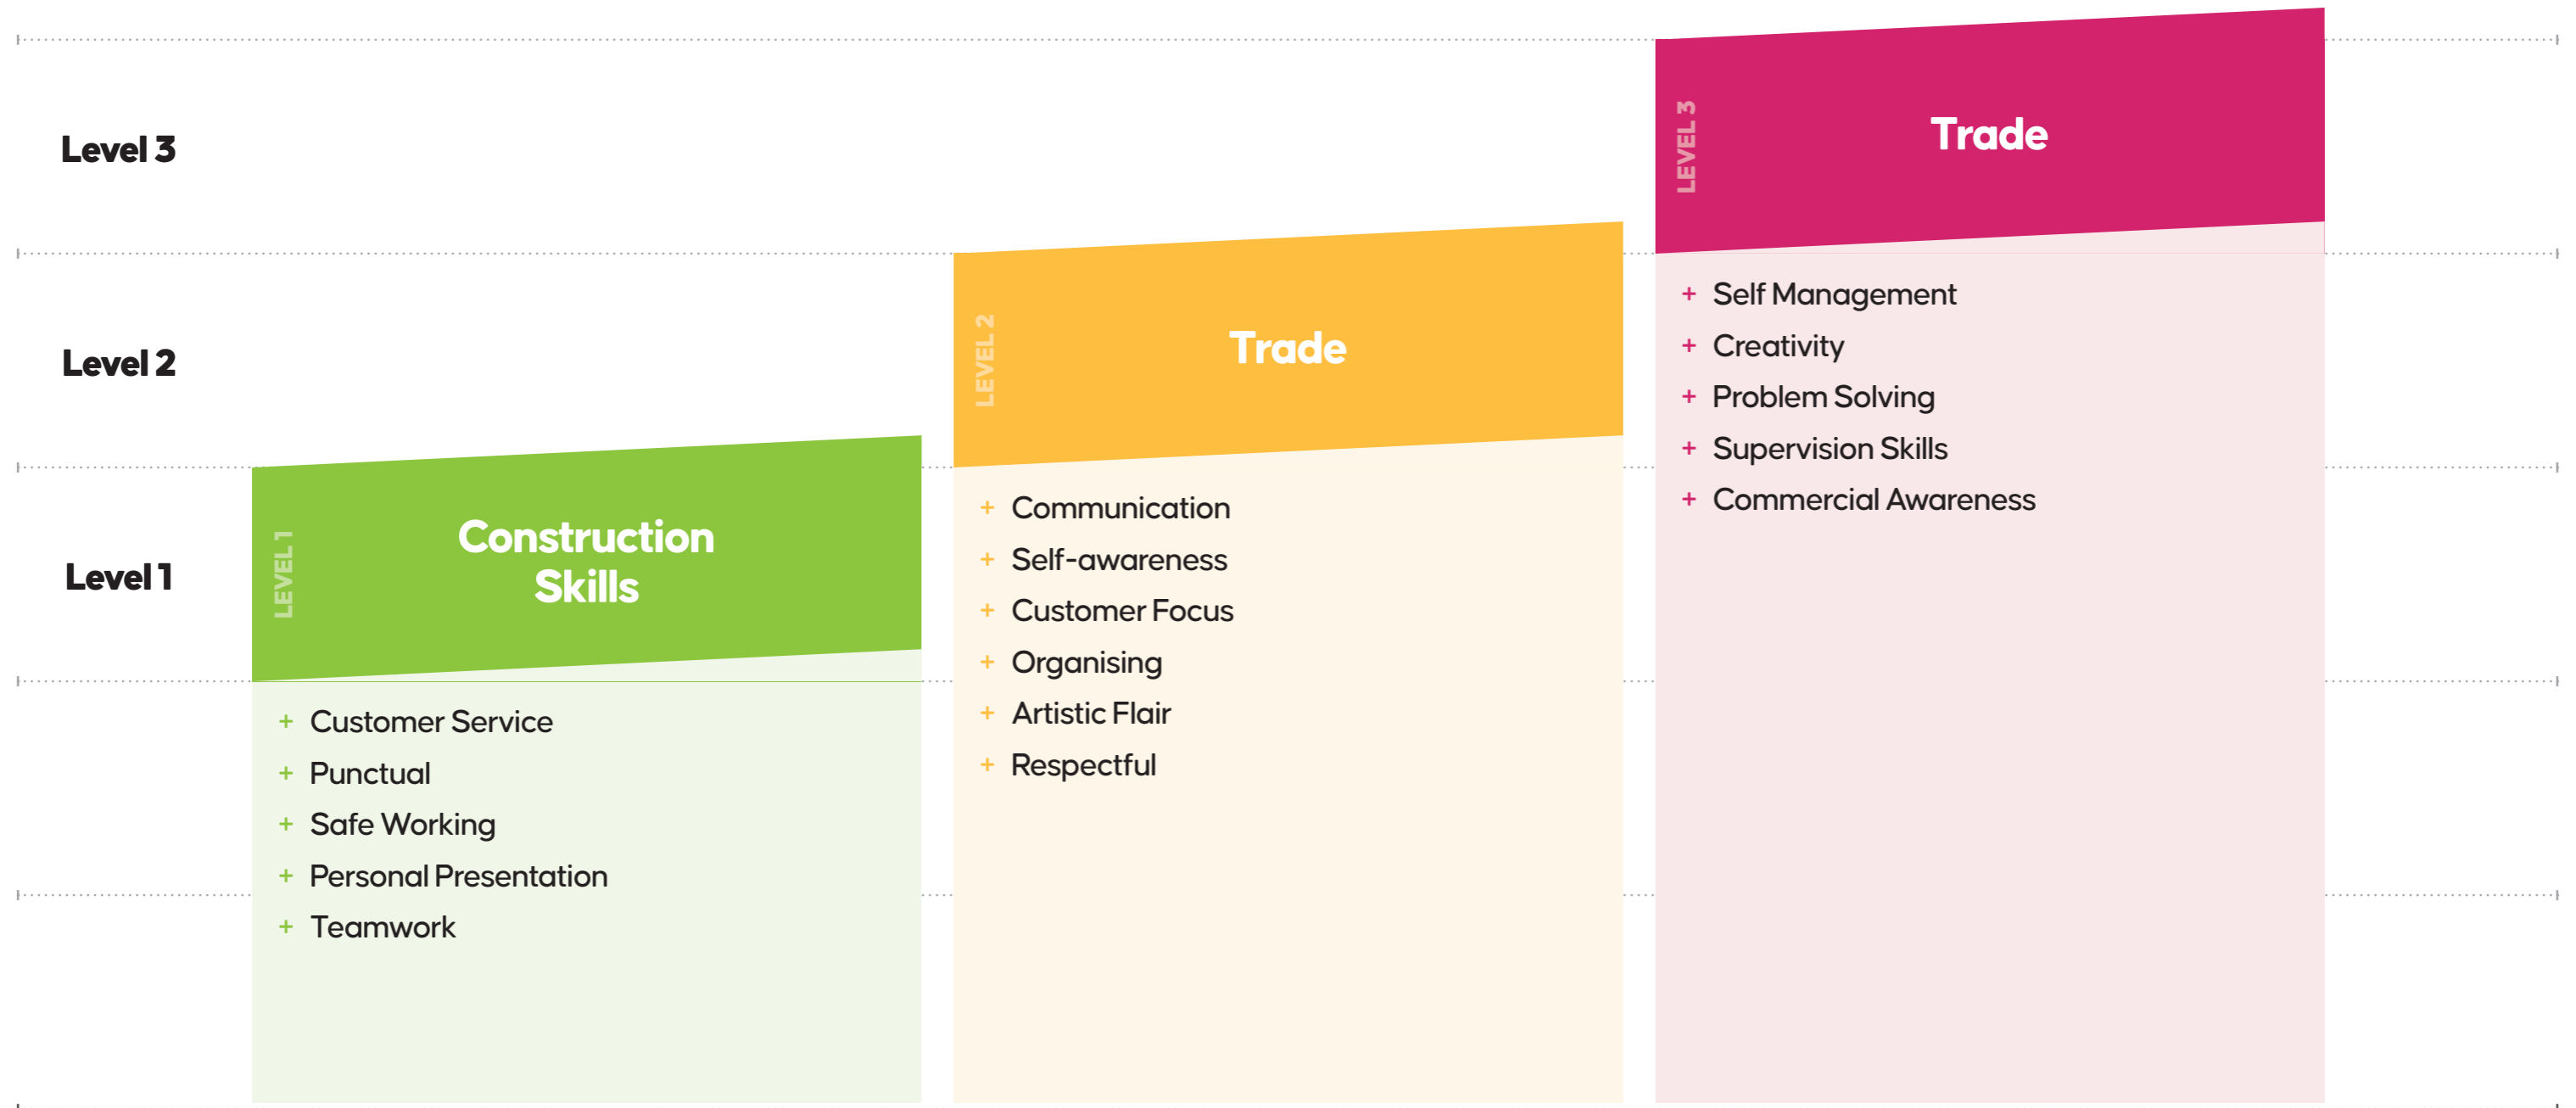 Level 3
LEVEL 3
Trade
+ Self Management
+ Creativity
+ Problem Solving
+ Supervision Skills
+ Commercial Awareness
Level 2
LEVEL 2
Trade
+ Communication
+ Self-awareness
+ Customer Focus
+ Organising
+ Artistic Flair
+ Respectful
Level 1
LEVEL 1
Construction
Skills
+ Customer Service
+ Punctual
+ Safe Working
+ Personal Presentation
+ Teamwork